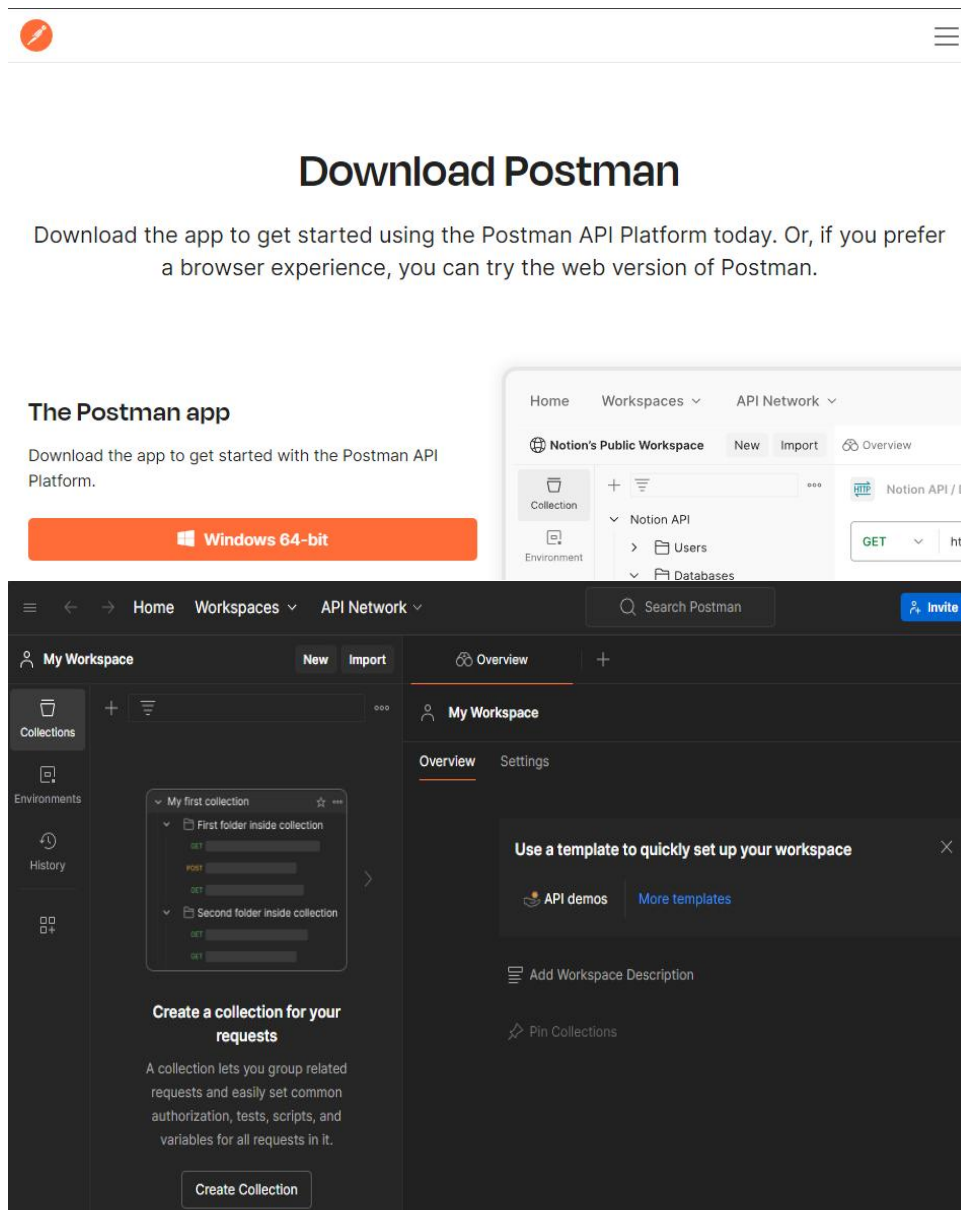 Download Postman
Download the app to get started using the Postman API Platform today. Or, if you prefer
a browser experience, you can try the web version of Postman.
The Postman app
Download the app to get started with the Postman API
Platform.
Windows 64-bit
Home Workspaces API Network
Notion's Public Workspace New Import Overview
Collection
HTTP Notion API /
Notion API
Environment
Users
GET
Databases
Home Workspaces API Network Search Postman Invite
My Workspace New Import Overview
Collections
My Workspace
Overview Settings
Environments
My first collection
First folder inside collection
GET
POST
GET
History
Second folder inside collection
GET
GET
Use a template to quickly set up your workspace
API demos More templates
Add Workspace Description
Pin Collections
Create a collection for your
requests
A collection lets you group related
requests and easily set common
authorization, tests, scripts, and
variables for all requests in it.
Create Collection